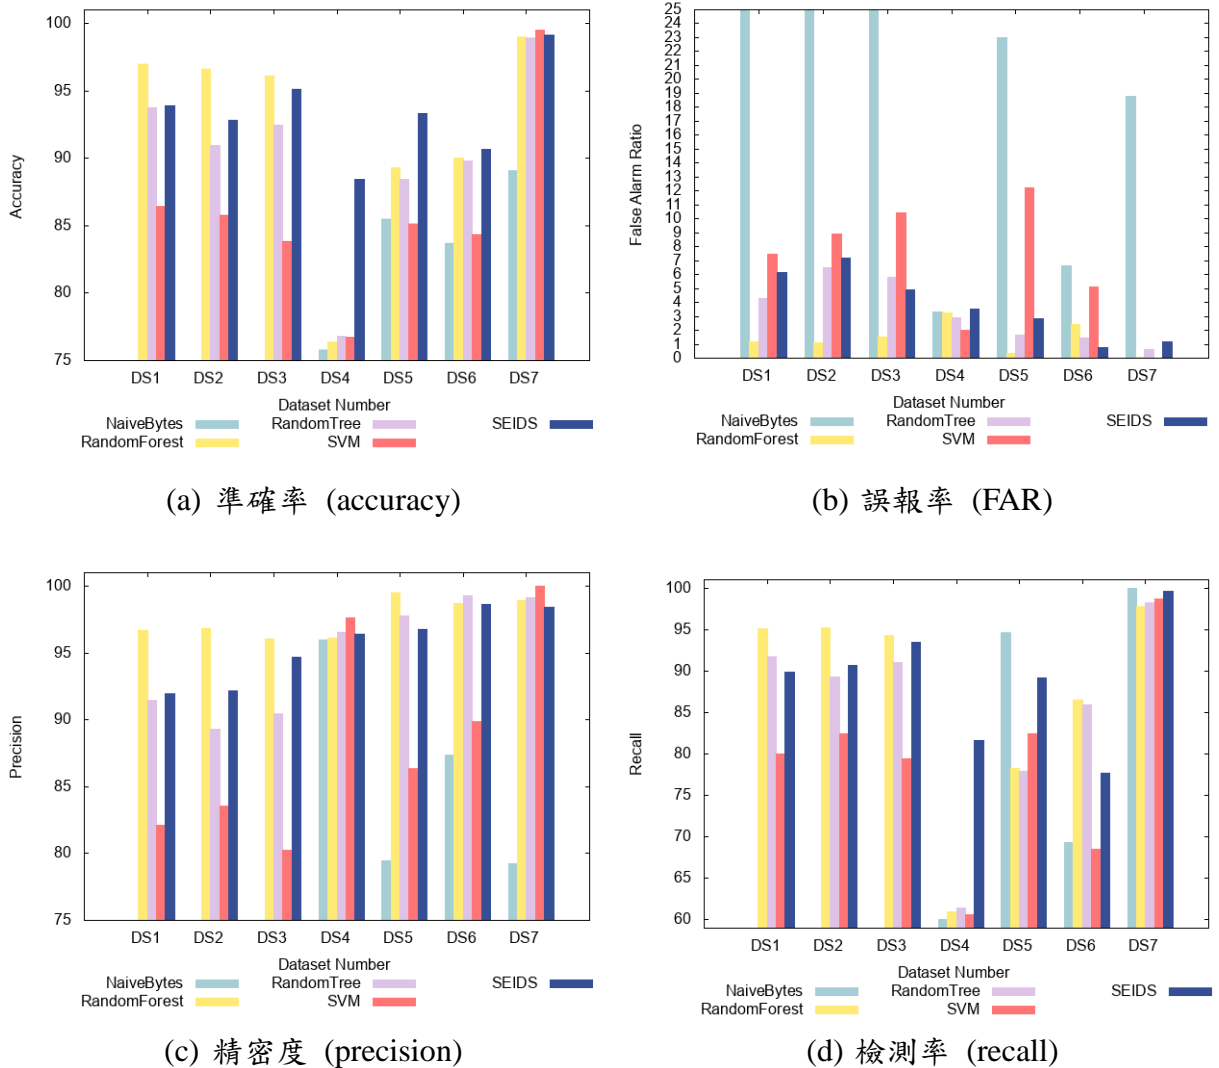 100
95
90
85
80
75
Accuracy
DS1 DS2 DS3 DS4 DS5 DS6 DS7
Dataset Number
NaiveBytes RandomTree SEIDS
RandomForest SVM
(a) 準確率 (accuracy)
25
24
23
22
21
20
19
18
17
16
15
14
13
12
11
10
9
8
7
6
5
4
3
2
1
0
False Alarm Ratio
DS1 DS2 DS3 DS4 DS5 DS6 DS7
Dataset Number
NaiveBytes RandomTree SEIDS
RandomForest SVM
(b) 誤報率 (FAR)
100
95
90
85
80
75
Precision
DS1 DS2 DS3 DS4 DS5 DS6 DS7
Dataset Number
NaiveBytes RandomTree SEIDS
RandomForest SVM
(c) 精密度 (precision)
100
95
90
85
80
75
70
65
60
Recall
DS1 DS2 DS3 DS4 DS5 DS6 DS7
Dataset Number
NaiveBytes RandomTree SEIDS
RandomForest SVM
(d) 檢測率 (recall)